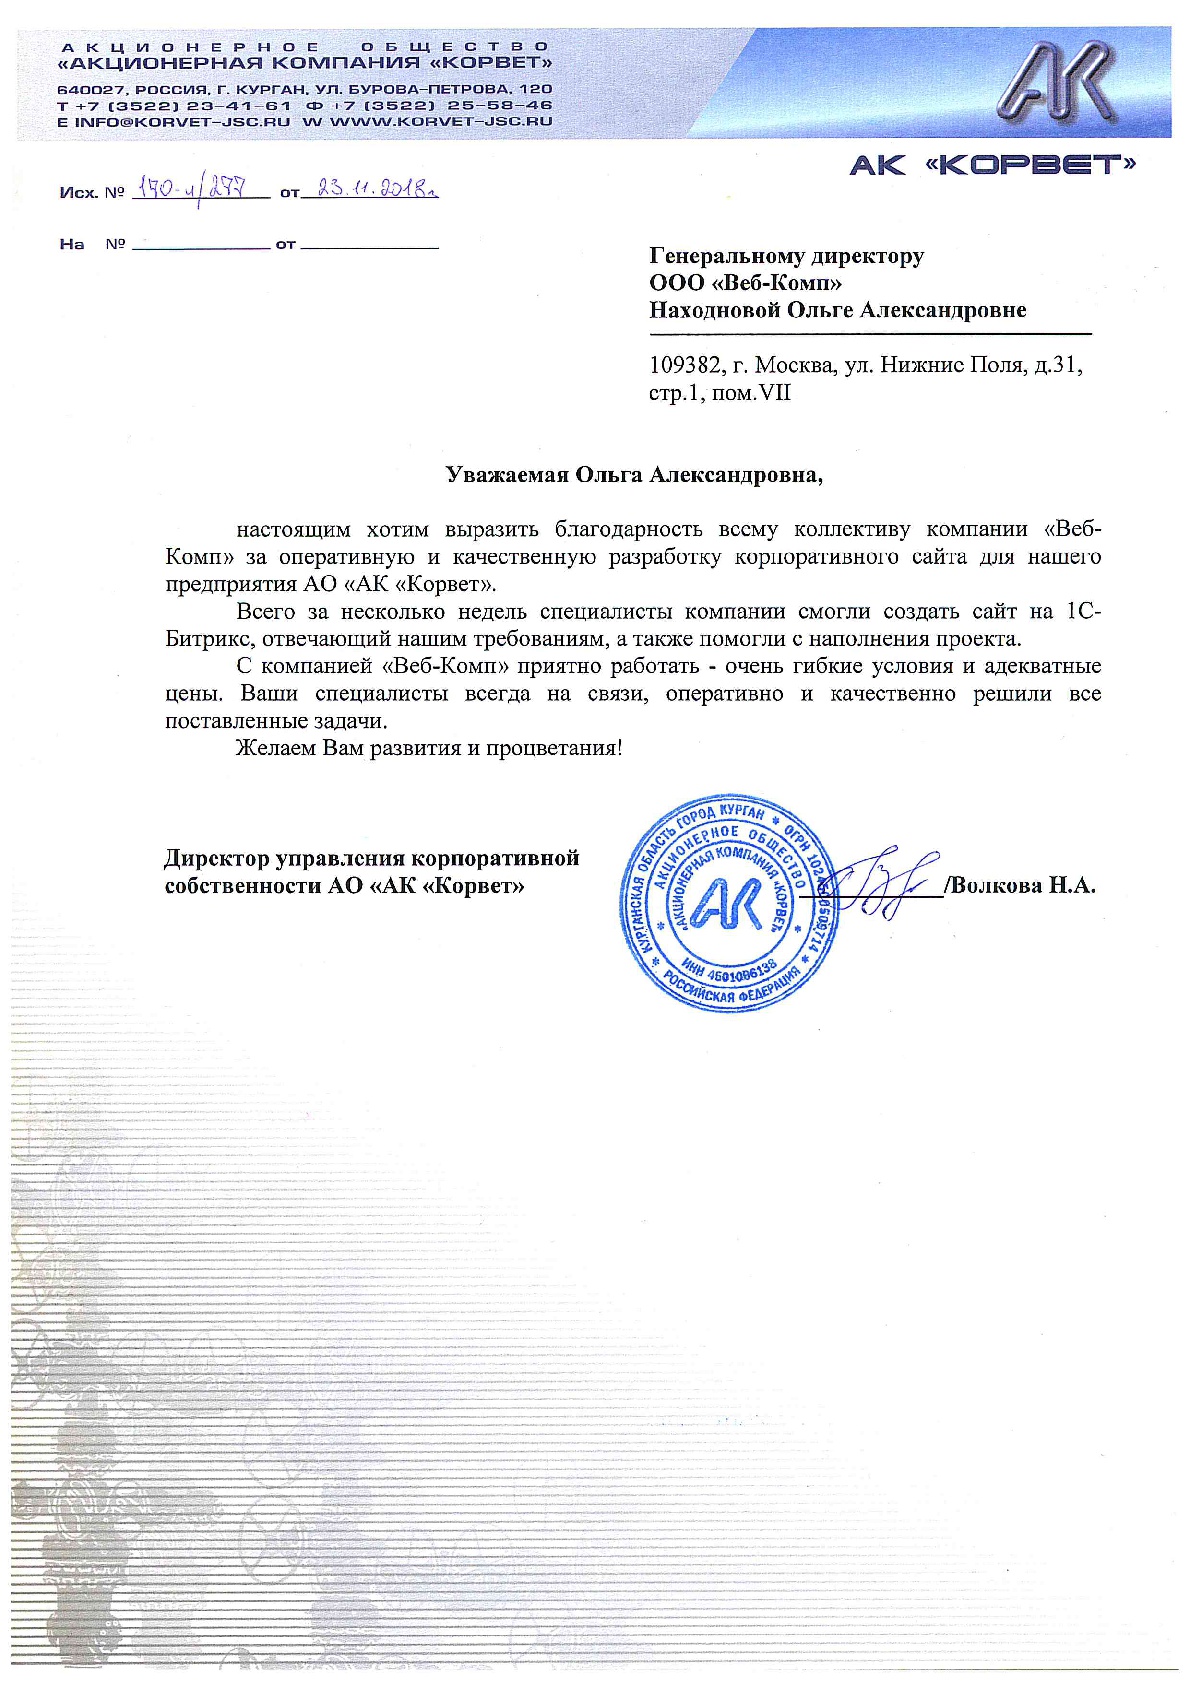 АКЦИОНЕРНОЕ ОБЩЕСТВО
«АКЦИОНЕРНАЯ КОМПАНИЯ «КОРВЕТ»
640027, РОССИЯ, Г. КУРГАН, УЛ. БУРОВА-ПЕТРОВА, 120
Т +7 (3522) 23-41-61 Ф +7 (3522) 25-58-46
E INFO@KORVET-JSC.RU W WWW.KORVET-JSC.RU
АК
АК «КОРВЕТ»
Исх. № 170-и/277 от 23.11.2018г.
На № от
Генеральному директору
ООО «Веб-Комп»
Находновой Ольге Александровне
109382, г. Москва, ул. Нижние Поля, д.31,
стр.1, пом.VII
Уважаемая Ольга Александровна,
настоящим хотим выразить благодарность всему коллективу компании «Веб-
Комп» за оперативную и качественную разработку корпоративного сайта для нашего
предприятия АО «АК «Корвет».
Всего за несколько недель специалисты компании смогли создать сайт на 1С-
Битрикс, отвечающий нашим требованиям, а также помогли с наполнения проекта.
С компанией «Веб-Комп» приятно работать - очень гибкие условия и адекватные
цены. Ваши специалисты всегда на связи, оперативно и качественно решили все
поставленные задачи.
Желаем Вам развития и процветания!
Директор управления корпоративной
собственности АО «АК «Корвет»
/Волкова Н.А.
КУРГАНСКАЯ ОБЛАСТЬ ГОРОД КУРГАН * ОГРН
РОССИЙСКАЯ ФЕДЕРАЦИЯ
АКЦИОНЕРНОЕ ОБЩЕСТВО
«АКЦИОНЕРНАЯ КОМПАНИЯ «КОРВЕТ»
АК
ИНН